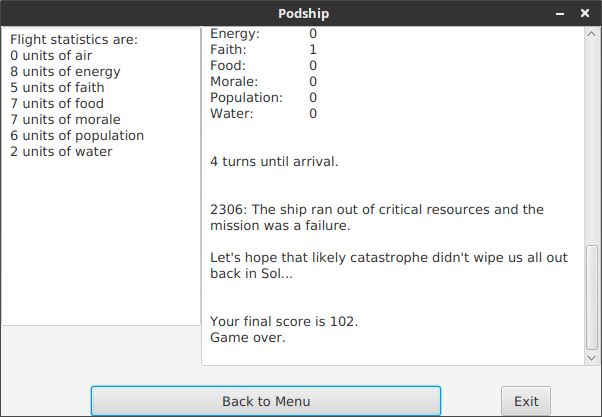 Podship
Flight statistics are:
0 units of air
8 units of energy
5 units of faith
7 units of food
7 units of morale
6 units of population
2 units of water
Energy: 0
Faith: 1
Food: 0
Morale: 0
Population: 0
Water: 0
4 turns until arrival.
2306: The ship ran out of critical resources and the
mission was a failure.
Let's hope that likely catastrophe didn't wipe us all out
back in Sol...
Your final score is 102.
Game over.
Back to Menu
Exit